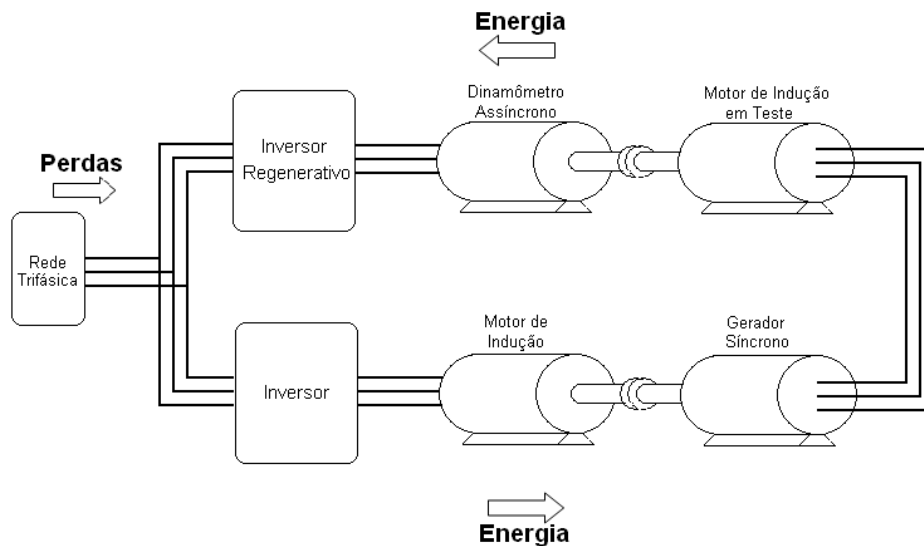 Energia
Dinamômetro
Assíncrono
Motor de Indução
em Teste
Inversor
Regenerativo
Perdas
Rede
Trifásica
Motor de
Indução
Gerador
Síncrono
Inversor
Energia